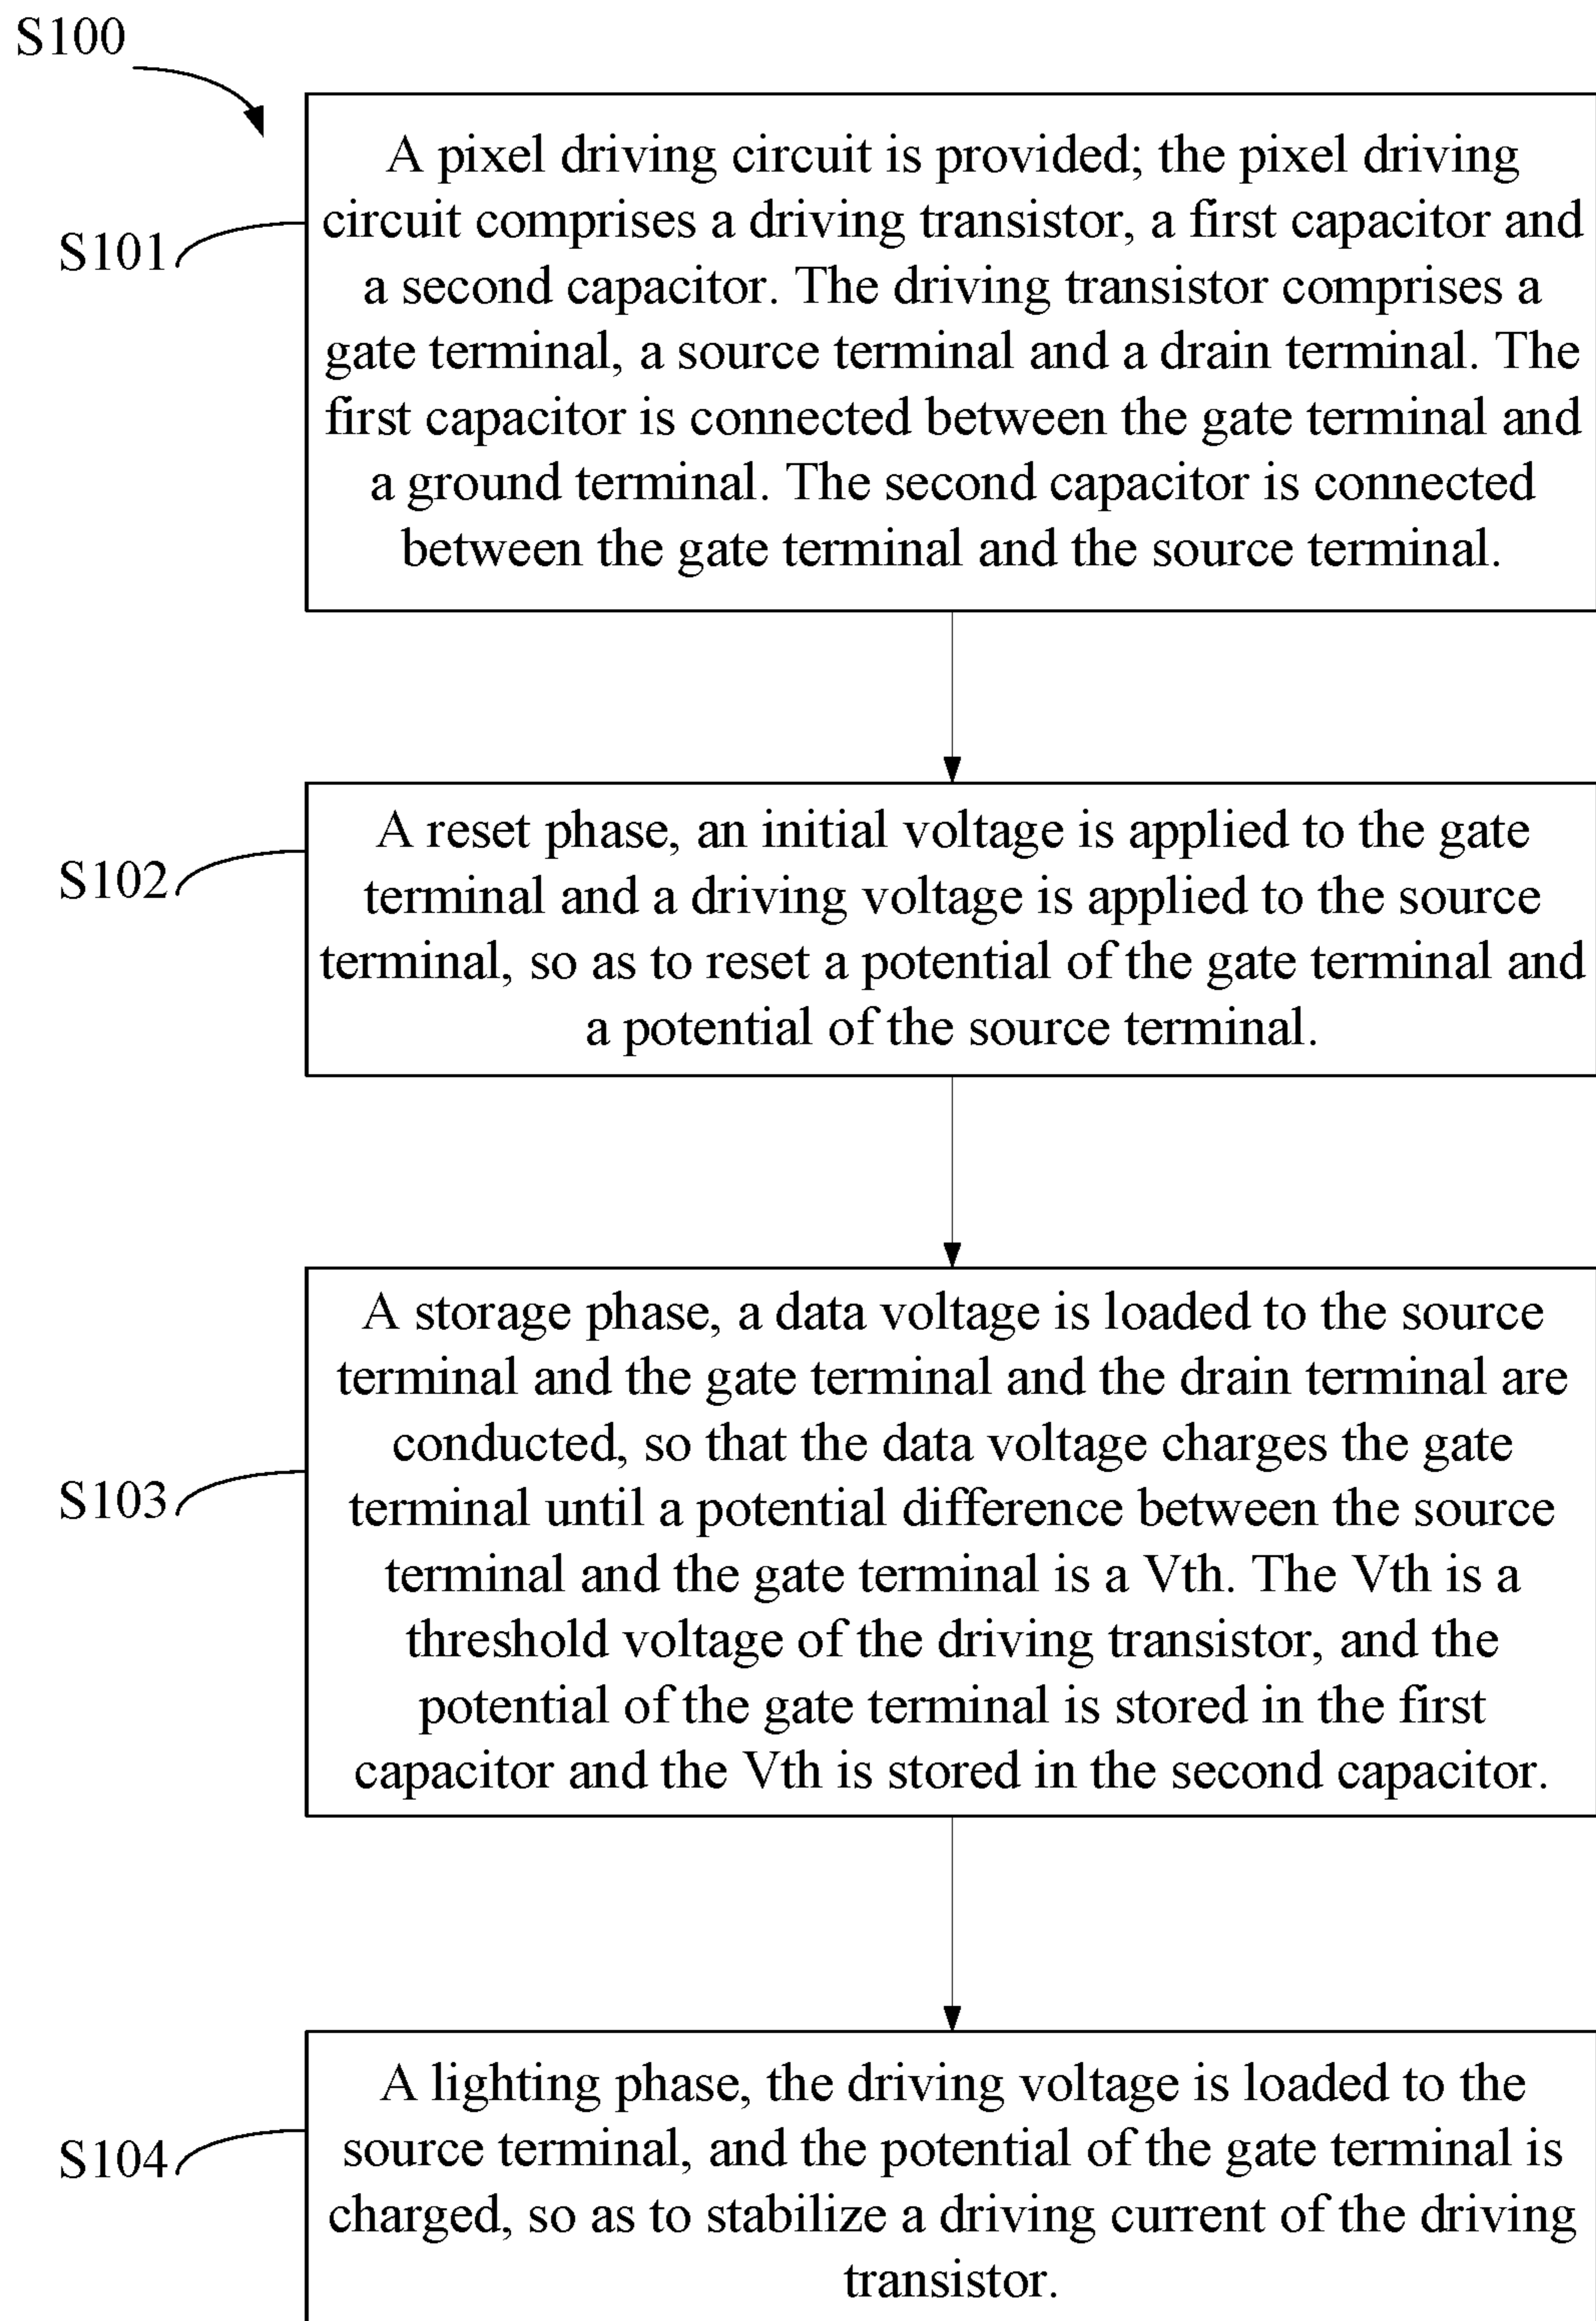 S100
A pixel driving circuit is provided; the pixel driving
circuit comprises a driving transistor, a first capacitor and
a second capacitor. The driving transistor comprises a
gate terminal, a source terminal and a drain terminal. The
first capacitor is connected between the gate terminal and
a ground terminal. The second capacitor is connected
between the gate terminal and the source terminal.
S101
A reset phase, an initial voltage is applied to the gate
terminal and a driving voltage is applied to the source
terminal, so as to reset a potential of the gate terminal and
a potential of the source terminal.
S102
A storage phase, a data voltage is loaded to the source
terminal and the gate terminal and the drain terminal are
conducted, so that the data voltage charges the gate
terminal until a potential difference between the source
terminal and the gate terminal is a Vth. The Vth is a
threshold voltage of the driving transistor, and the
potential of the gate terminal is stored in the first
capacitor and the Vth is stored in the second capacitor.
S103
A lighting phase, the driving voltage is loaded to the
source terminal, and the potential of the gate terminal is
charged, so as to stabilize a driving current of the driving
transistor.
S104